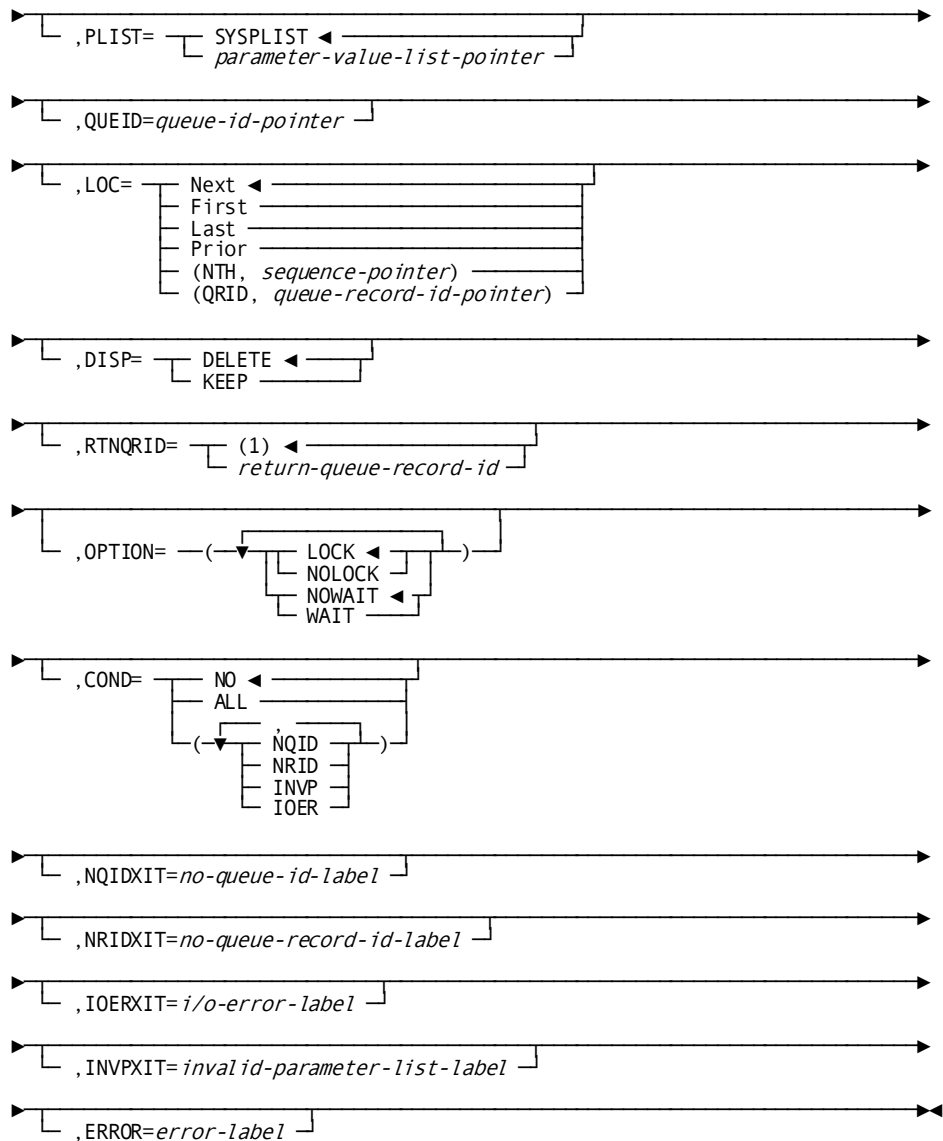 ,PLIST= SYSPLIST ◄
parameter-value-list-pointer
,QUEID=queue-id-pointer
,LOC= Next ◄
First
Last
Prior
(NTH, sequence-pointer)
(QRID, queue-record-id-pointer)
,DISP= DELETE ◄
KEEP
,RTNQRID= (1) ◄
return-queue-record-id
,OPTION= ( LOCK ◄ )
NOLOCK
NOWAIT ◄
WAIT
,COND= NO ◄
ALL
,
( NQID )
NRID
INVP
IOER
,NQIDXIT=no-queue-id-label
,NRIDXIT=no-queue-record-id-label
,IOERXIT=i/o-error-label
,INVPXIT=invalid-parameter-list-label
,ERROR=error-label